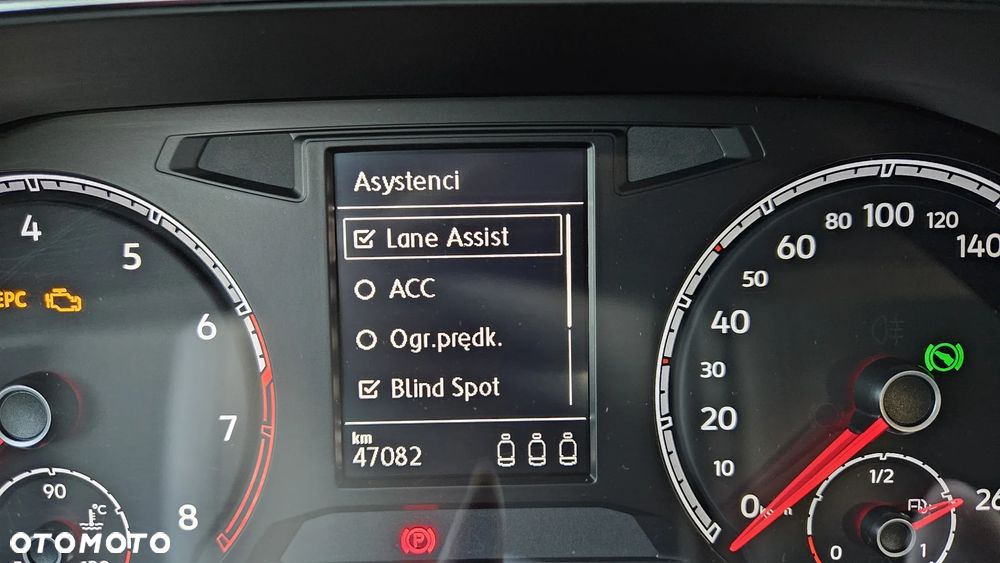 Asystenci
Lane Assist
ACC
Ogr.prędk.
Blind Spot
km
47082
4
5
6
7
8
EPC
90
°C
OTOMOTO
P
0
10
20
30
40
50
60
80
100
120
140
1/2
0
1